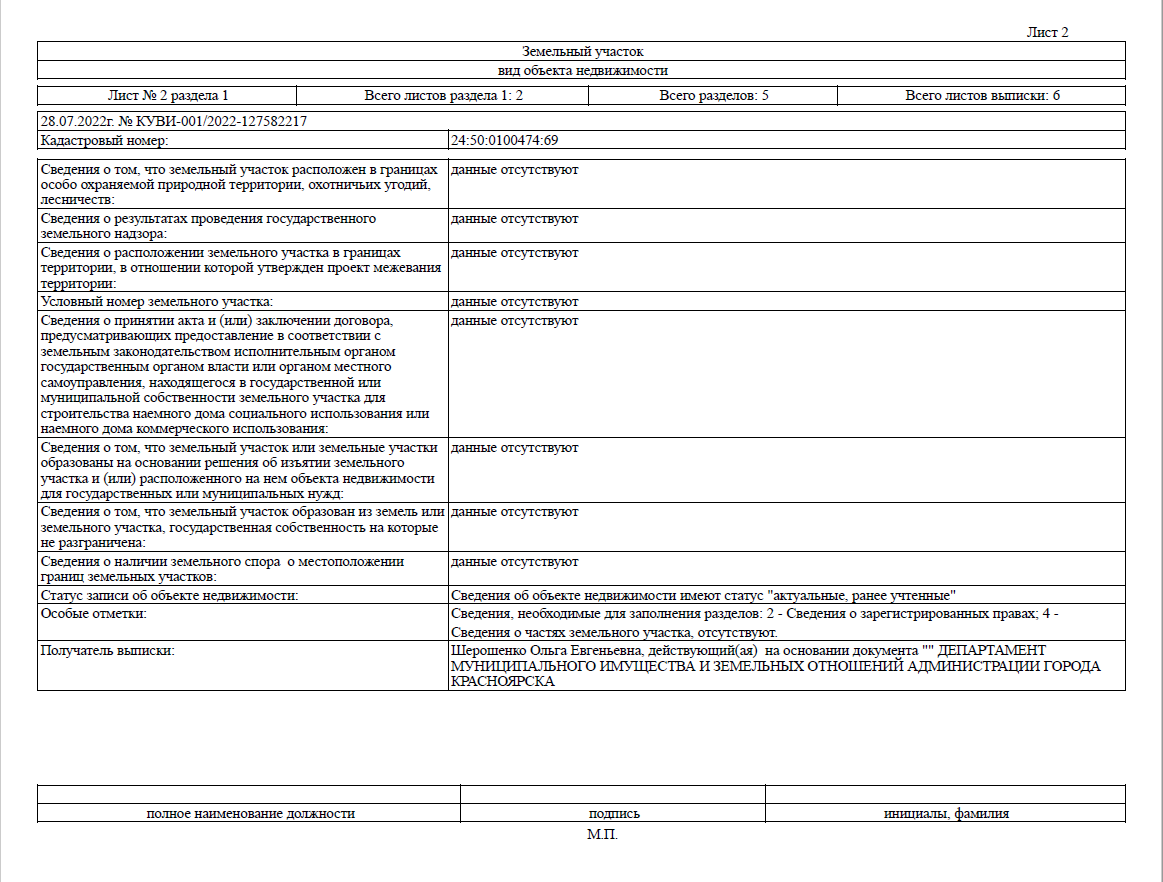 Лист 2
Земельный участок
вид объекта недвижимости
Лист № 2 раздела 1
Всего листов раздела 1: 2
Всего разделов: 5
Всего листов выписки: 6
28.07.2022г. № КУВИ-001/2022-127582217
Кадастровый номер:
24:50:0100474:69
Сведения о том, что земельный участок расположен в границах
особо охраняемой природной территории, охотничьих угодий,
лесничеств:
данные отсутствуют
Сведения о результатах проведения государственного
земельного надзора:
данные отсутствуют
Сведения о расположении земельного участка в границах
территории, в отношении которой утвержден проект межевания
территории:
данные отсутствуют
Условный номер земельного участка:
данные отсутствуют
Сведения о принятии акта и (или) заключении договора,
предусматривающих предоставление в соответствии с
земельным законодательством исполнительным органом
государственным органом власти или органом местного
самоуправления, находящегося в государственной или
муниципальной собственности земельного участка для
строительства наемного дома социального использования или
наемного дома коммерческого использования:
данные отсутствуют
Сведения о том, что земельный участок или земельные участки
образованы на основании решения об изъятии земельного
участка и (или) расположенного на нем объекта недвижимости
для государственных или муниципальных нужд:
данные отсутствуют
Сведения о том, что земельный участок образован из земель или
земельного участка, государственная собственность на которые
не разграничена:
данные отсутствуют
Сведения о наличии земельного спора о местоположении
границ земельных участков:
данные отсутствуют
Статус записи об объекте недвижимости:
Сведения об объекте недвижимости имеют статус "актуальные, ранее учтенные"
Особые отметки:
Сведения, необходимые для заполнения разделов: 2 - Сведения о зарегистрированных правах; 4 -
Сведения о частях земельного участка, отсутствуют.
Получатель выписки:
Шерошенко Ольга Евгеньевна, действующий(ая) на основании документа "" ДЕПАРТАМЕНТ
МУНИЦИПАЛЬНОГО ИМУЩЕСТВА И ЗЕМЕЛЬНЫХ ОТНОШЕНИЙ АДМИНИСТРАЦИИ ГОРОДА
КРАСНОЯРСКА
полное наименование должности
подпись
инициалы, фамилия
М.П.